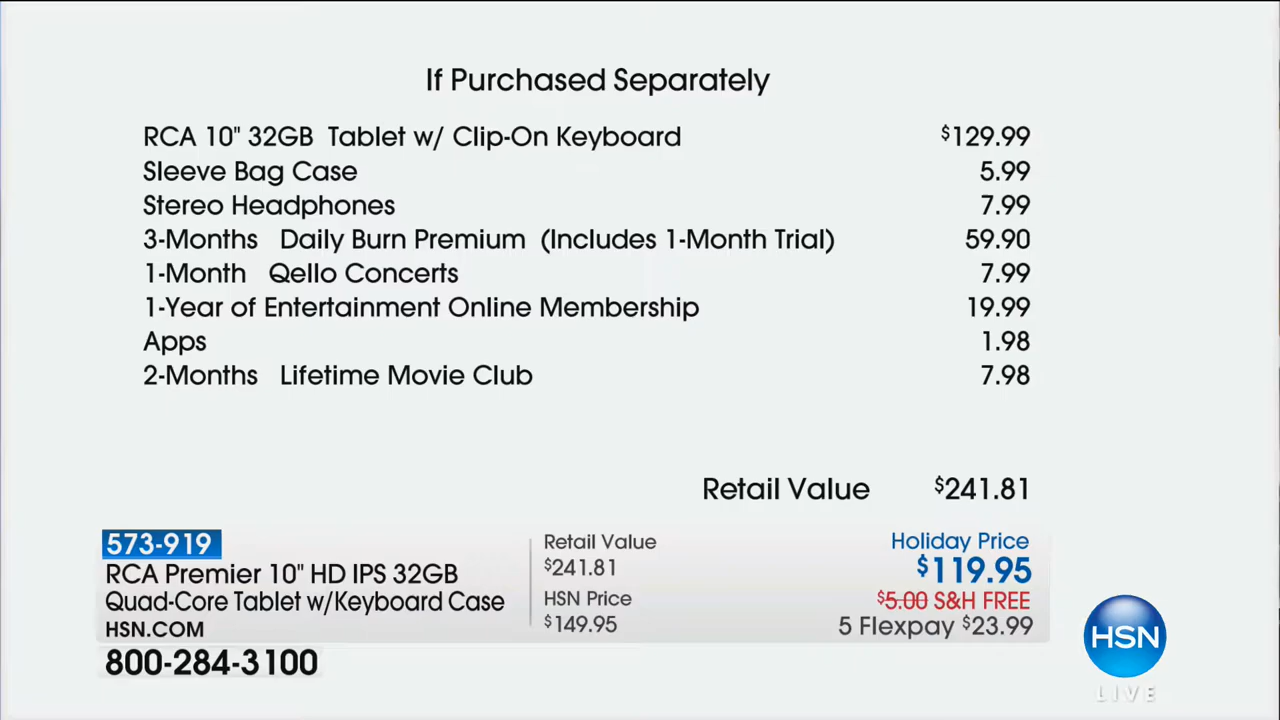 If Purchased Separately
RCA 10" 32GB Tablet w/ Clip-On Keyboard $129.99
Sleeve Bag Case 5.99
Stereo Headphones 7.99
3-Months Daily Burn Premium (Includes 1-Month Trial) 59.90
1-Month Qello Concerts 7.99
1-Year of Entertainment Online Membership 19.99
Apps 1.98
2-Months Lifetime Movie Club 7.98
Retail Value $241.81
573-919
RCA Premier 10" HD IPS 32GB
Quad-Core Tablet w/Keyboard Case
HSN.COM
800-284-3100
Retail Value
$241.81
HSN Price
$149.95
Holiday Price
$119.95
$5.00 S&H FREE
5 Flexpay $23.99
HSN
LIVE